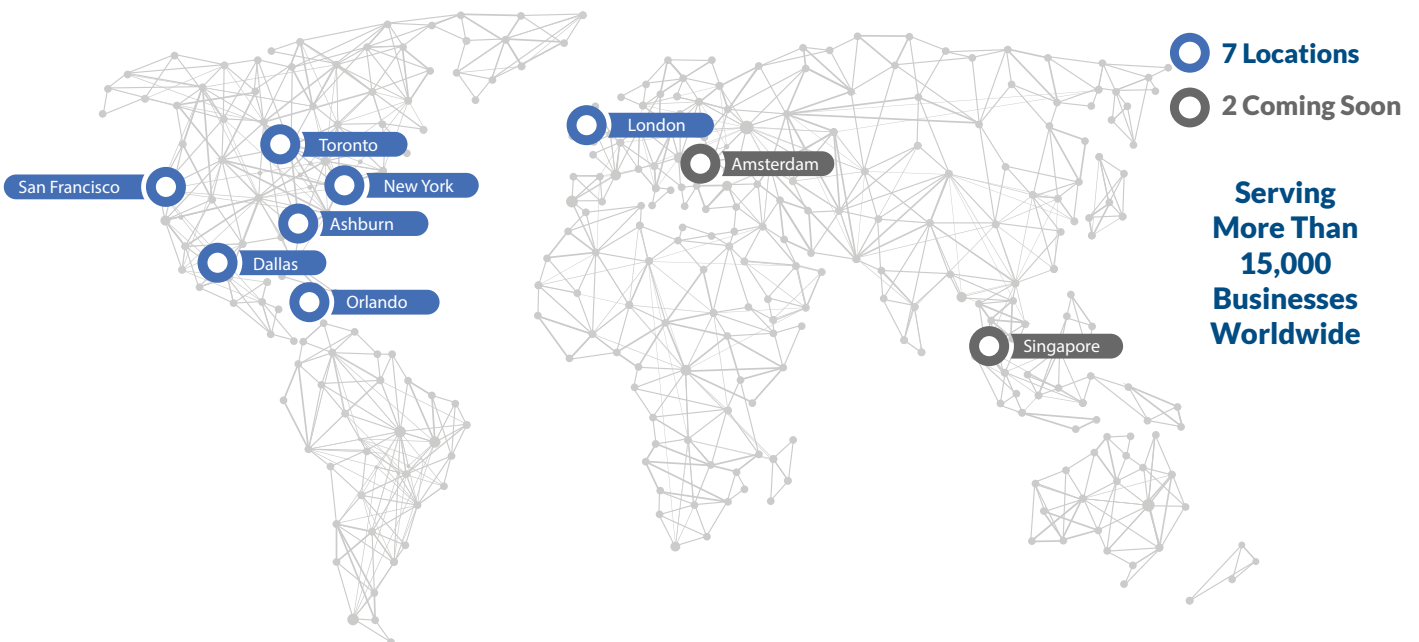 7 Locations
2 Coming Soon
London
Toronto
Amsterdam
San Francisco
New York
Ashburn
Dallas
Orlando
Singapore
Serving
More Than
15,000
Businesses
Worldwide